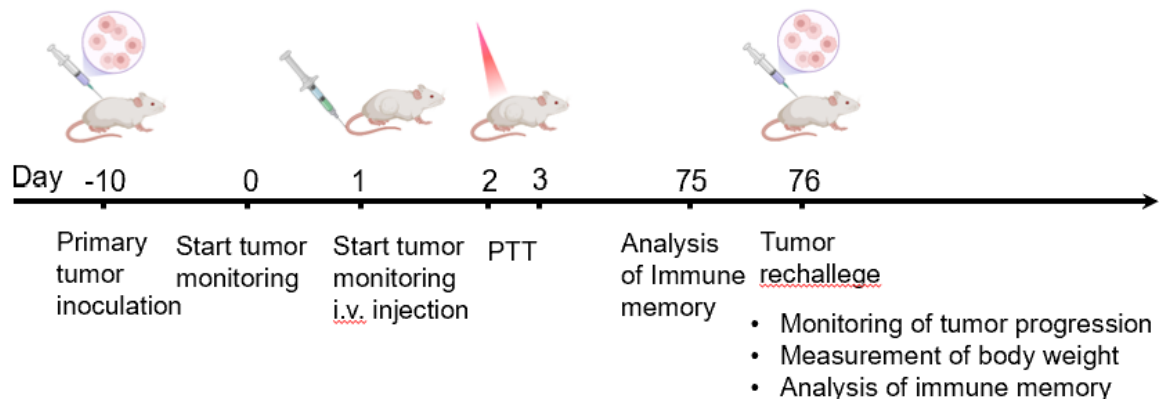 Day -10 0 1 2 3 75 76
Primary
tumor
inoculation
Start tumor
monitoring
Start tumor
monitoring
i.v. injection
PTT
Analysis
of Immune
memory
Tumor
rechallege
• Monitoring of tumor progression
• Measurement of body weight
• Analysis of immune memory